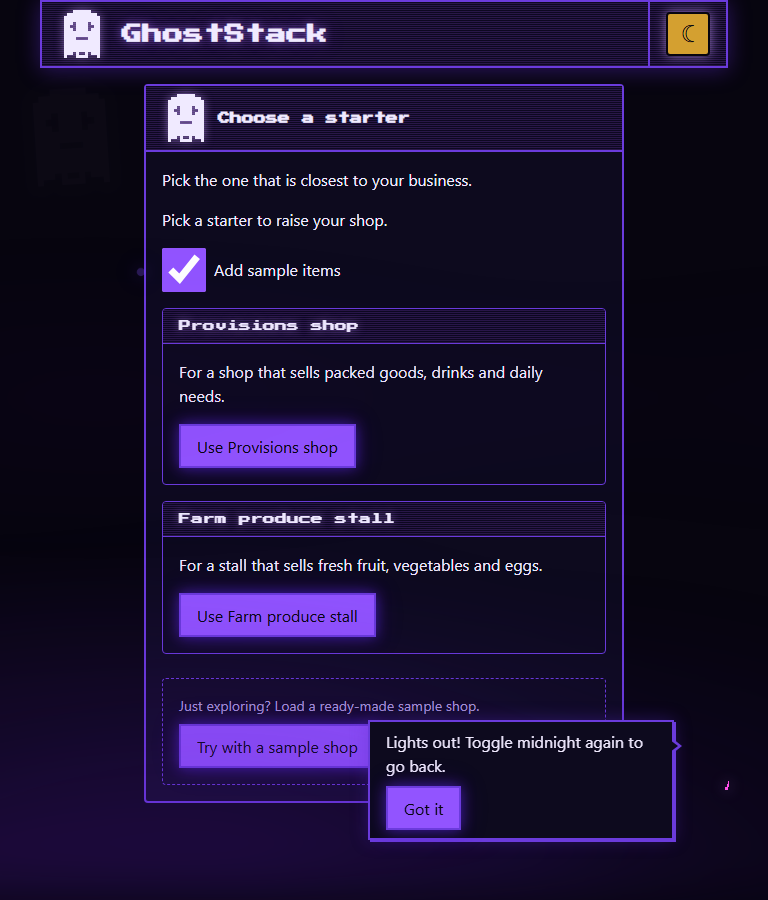 GhostStack
Choose a starter
Pick the one that is closest to your business.
Pick a starter to raise your shop.
Add sample items
Provisions shop
For a shop that sells packed goods, drinks and daily
needs.
Use Provisions shop
Farm produce stall
For a stall that sells fresh fruit, vegetables and eggs.
Use Farm produce stall
Just exploring? Load a ready-made sample shop.
Try with a sample shop
Lights out! Toggle midnight again to
go back.
Got it